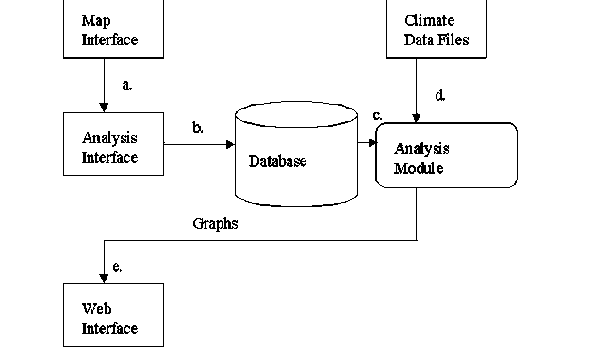 Map
Interface
Climate
Data Files
a.
d.
Analysis
Interface
b.
Database
c.
Analysis
Module
Graphs
e.
Web
Interface